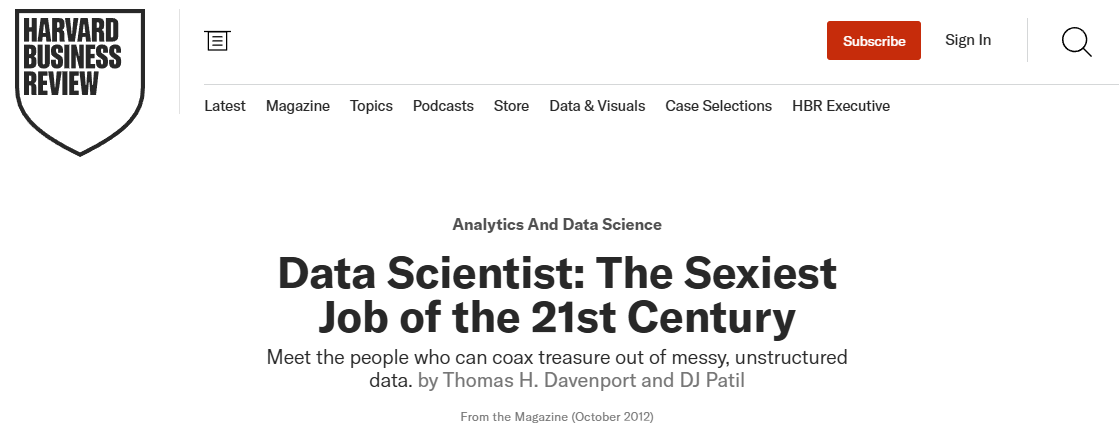 HARVARD
BUSINESS
REVIEW
Subscribe
Sign In
Latest Magazine Topics Podcasts Store Data & Visuals Case Selections HBR Executive
Analytics And Data Science
Data Scientist: The Sexiest
Job of the 21st Century
Meet the people who can coax treasure out of messy, unstructured
data. by Thomas H. Davenport and DJ Patil
From the Magazine (October 2012)